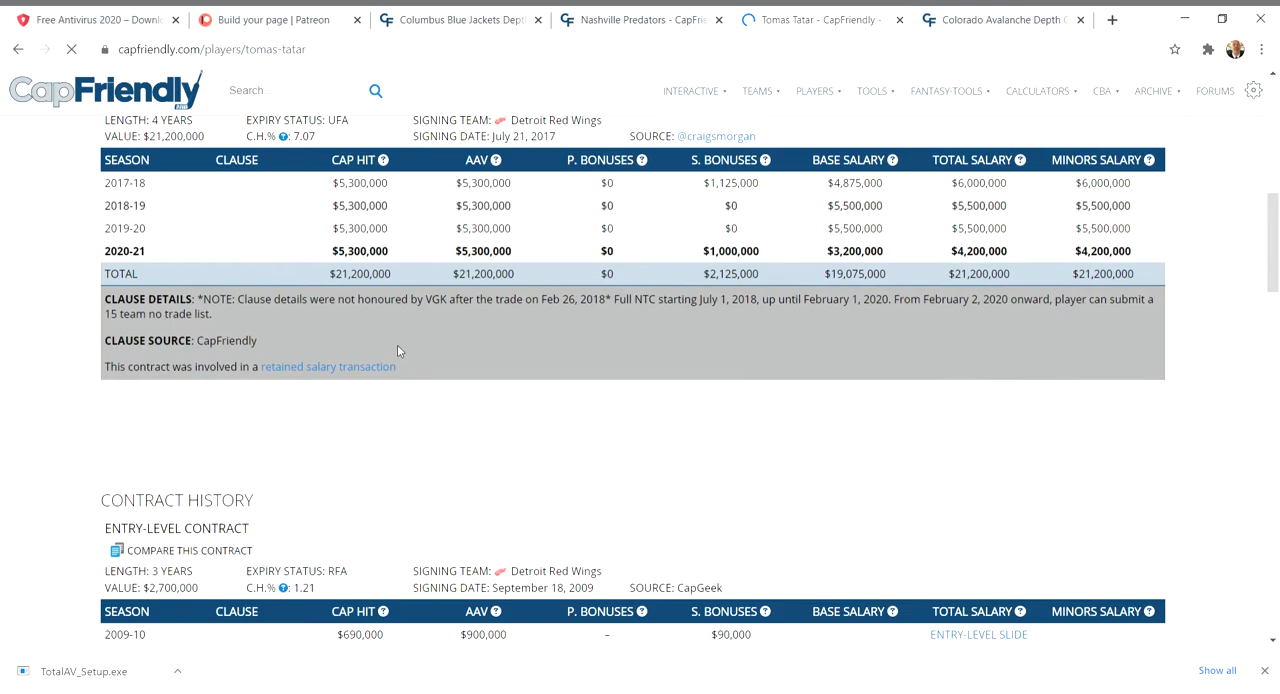 Free Antivirus 2020 – Downl
Build your page | Patreon
Columbus Blue Jackets Dept
Nashville Predators - CapFrie
Tomas Tatar - CapFriendly -
Colorado Avalanche Depth C
capfriendly.com/players/tomas-tatar
CapFriendly
Search...
INTERACTIVE
TEAMS
PLAYERS
TOOLS
FANTASY-TOOLS
CALCULATORS
CBA
ARCHIVE
FORUMS
LENGTH: 4 YEARS EXPIRY STATUS: UFA SIGNING TEAM: Detroit Red Wings
VALUE: $21,200,000 C.H.% ?: 7.07 SIGNING DATE: July 21, 2017 SOURCE: @craigsmorgan
SEASON CLAUSE CAP HIT ? AAV ? P. BONUSES ? S. BONUSES ? BASE SALARY ? TOTAL SALARY ? MINORS SALARY ?
2017-18 $5,300,000 $5,300,000 $0 $1,125,000 $4,875,000 $6,000,000 $6,000,000
2018-19 $5,300,000 $5,300,000 $0 $0 $5,500,000 $5,500,000 $5,500,000
2019-20 $5,300,000 $5,300,000 $0 $0 $5,500,000 $5,500,000 $5,500,000
2020-21 $5,300,000 $5,300,000 $0 $1,000,000 $3,200,000 $4,200,000 $4,200,000
TOTAL $21,200,000 $21,200,000 $0 $2,125,000 $19,075,000 $21,200,000 $21,200,000
CLAUSE DETAILS: *NOTE: Clause details were not honoured by VGK after the trade on Feb 26, 2018* Full NTC starting July 1, 2018, up until February 1, 2020. From February 2, 2020 onward, player can submit a
15 team no trade list.
CLAUSE SOURCE: CapFriendly
This contract was involved in a retained salary transaction
CONTRACT HISTORY
ENTRY-LEVEL CONTRACT
COMPARE THIS CONTRACT
LENGTH: 3 YEARS EXPIRY STATUS: RFA SIGNING TEAM: Detroit Red Wings
VALUE: $2,700,000 C.H.% ?: 1.21 SIGNING DATE: September 18, 2009 SOURCE: CapGeek
SEASON CLAUSE CAP HIT ? AAV ? P. BONUSES ? S. BONUSES ? BASE SALARY ? TOTAL SALARY ? MINORS SALARY ?
2009-10 $690,000 $900,000 – $90,000 ENTRY-LEVEL SLIDE
TotalAV_Setup.exe
Show all